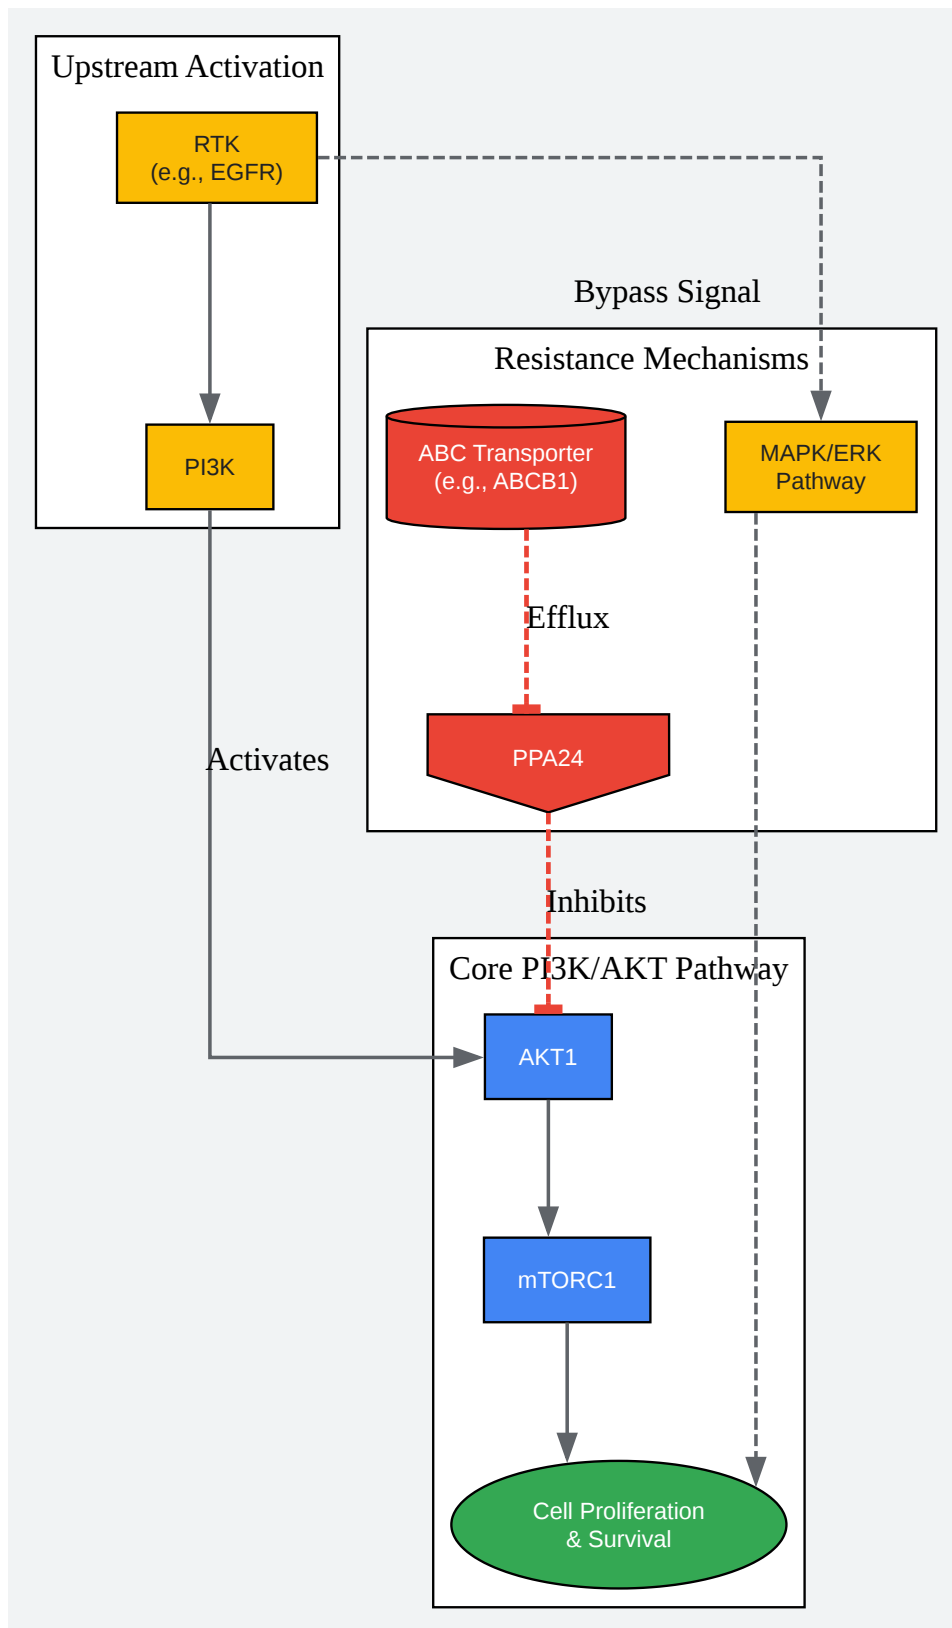 Upstream Activation
RTK
(e.g., EGFR)
Bypass Signal
Resistance Mechanisms
ABC Transporter
(e.g., ABCB1)
MAPK/ERK
Pathway
PI3K
Efflux
Activates
PPA24
Inhibits
Core PI3K/AKT Pathway
AKT1
mTORC1
Cell Proliferation
& Survival